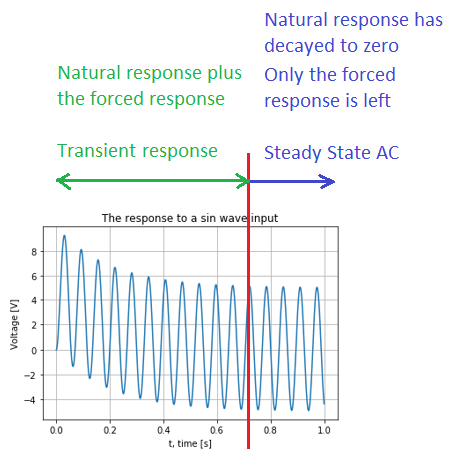 Natural response has
decayed to zero
Only the forced
response is left
Natural response plus
the forced response
Transient response
Steady State AC
The response to a sin wave input
Voltage [V]
8
6
4
2
0
−2
−4
0.0 0.2 0.4 0.6 0.8 1.0
t, time [s]